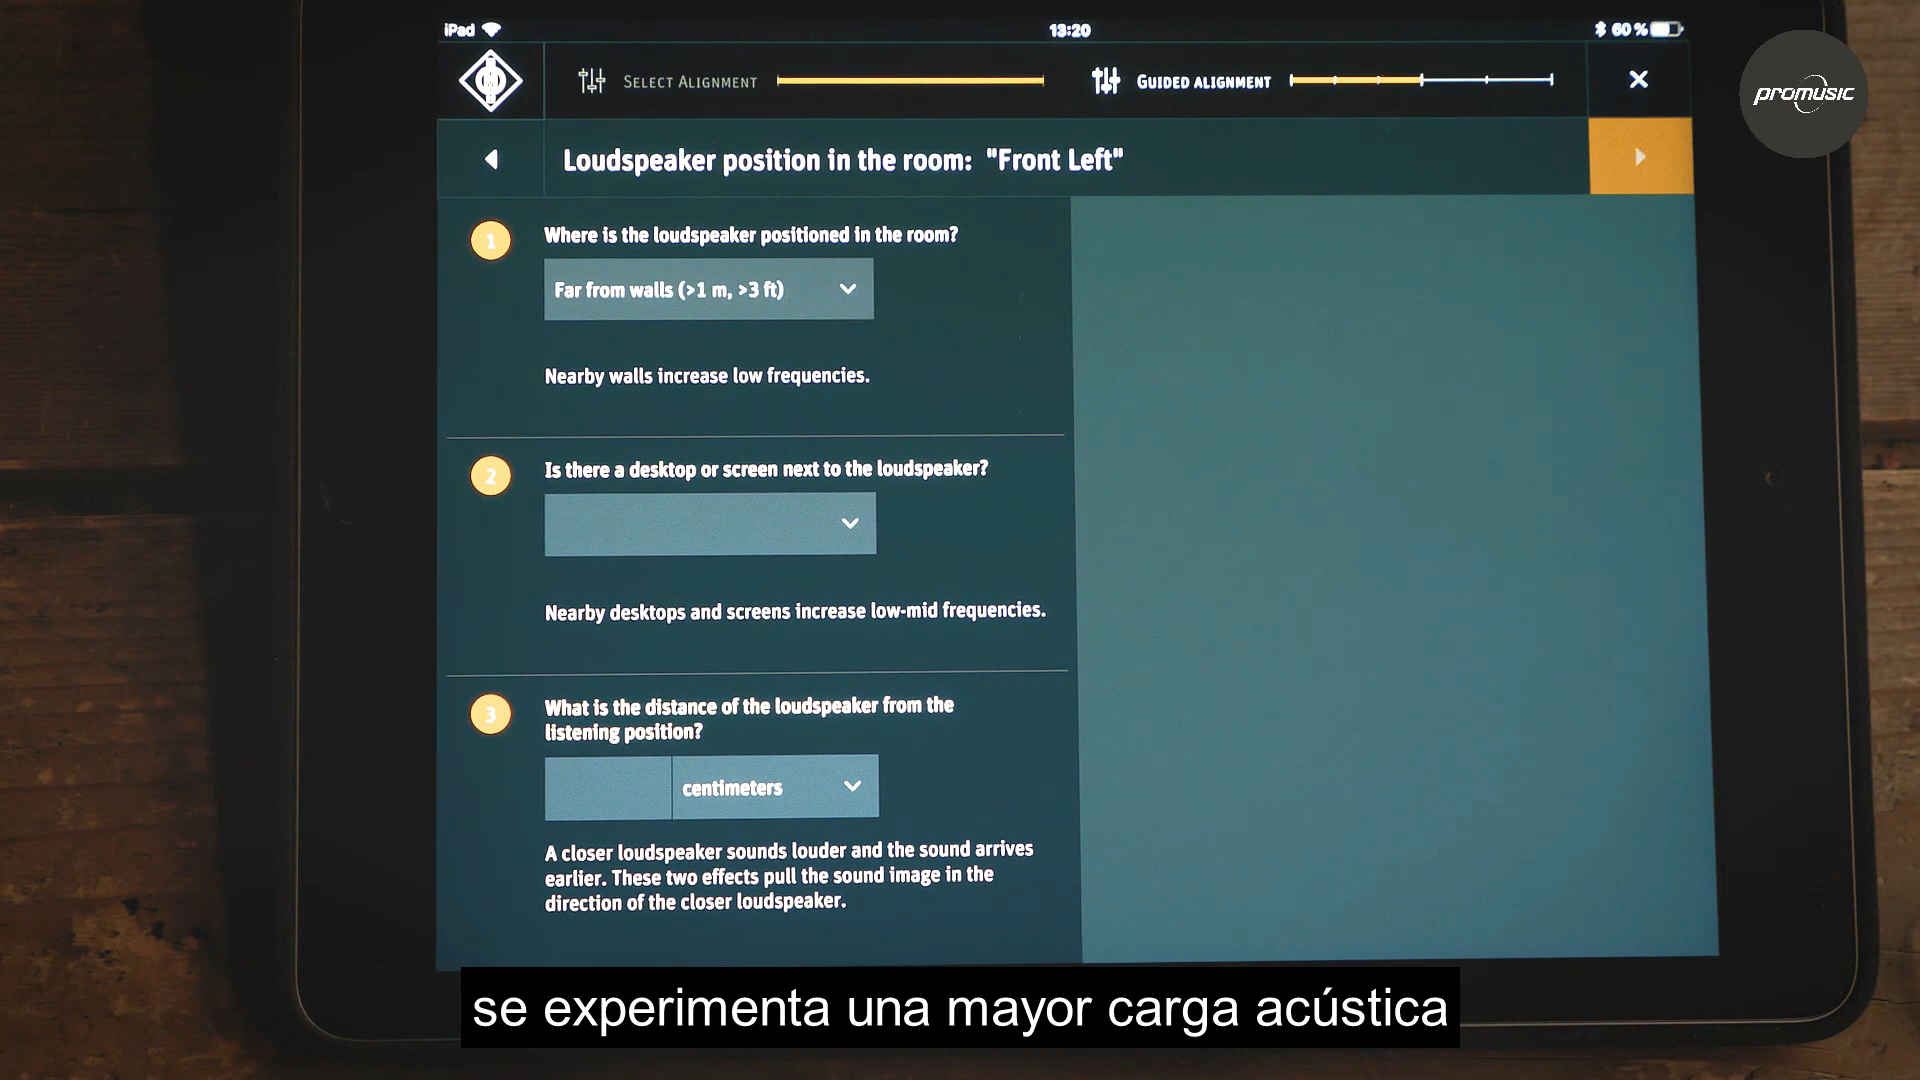 iPad
13:20
60 %
SELECT ALIGNMENT
GUIDED ALIGNMENT
promusic
Loudspeaker position in the room: "Front Left"
1
Where is the loudspeaker positioned in the room?
Far from walls (>1 m, >3 ft)
Nearby walls increase low frequencies.
2
Is there a desktop or screen next to the loudspeaker?
Nearby desktops and screens increase low-mid frequencies.
3
What is the distance of the loudspeaker from the
listening position?
centimeters
A closer loudspeaker sounds louder and the sound arrives
earlier. These two effects pull the sound image in the
direction of the closer loudspeaker.
se experimenta una mayor carga acústica